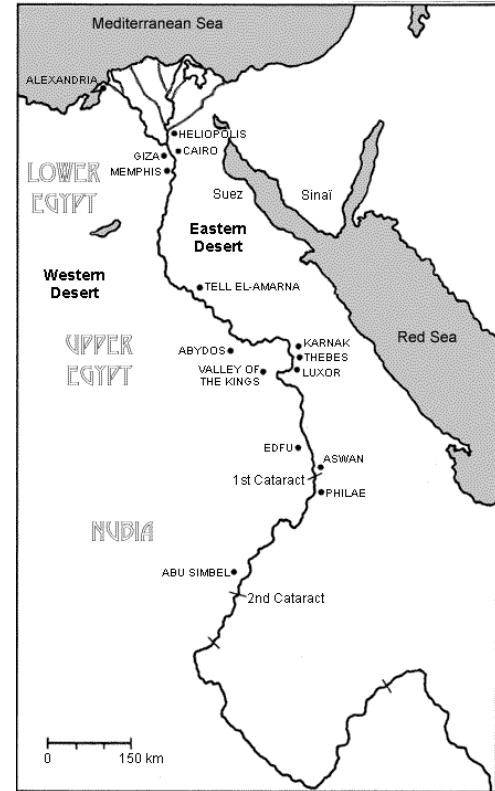 Mediterranean Sea
ALEXANDRIA
HELIOPOLIS
CAIRO
GIZA
MEMPHIS
LOWER
EGYPT
Suez
Sinaï
Eastern
Desert
Western
Desert
TELL EL-AMARNA
Red Sea
UPPER
EGYPT
ABYDOS
KARNAK
THEBES
LUXOR
VALLEY OF
THE KINGS
EDFU
ASWAN
1st Cataract
PHILAE
NUBIA
ABU SIMBEL
2nd Cataract
0 150 km